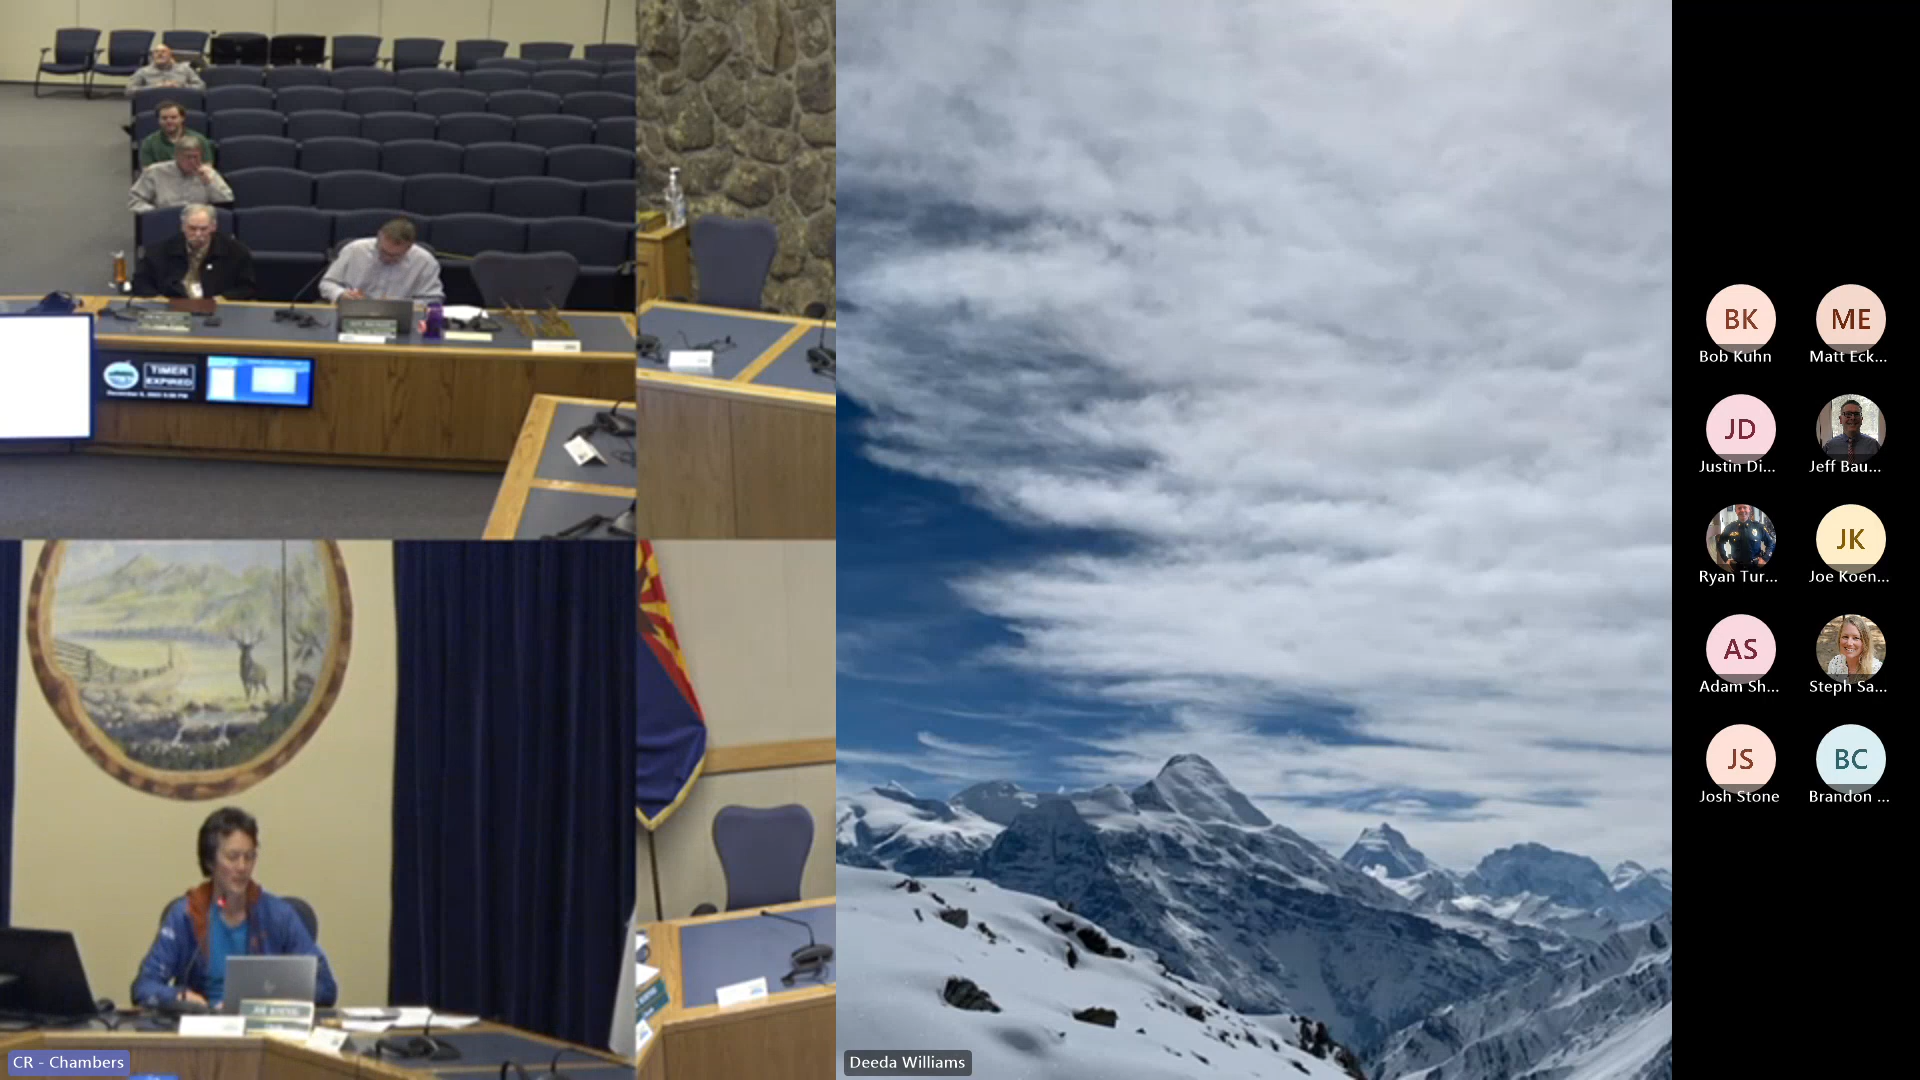 TIMER
EXPIRED
CR - Chambers
Deeda Williams
BK
Bob Kuhn
ME
Matt Eck...
JD
Justin Di...
Jeff Bau...
Ryan Tur...
JK
Joe Koen...
AS
Adam Sh...
Steph Sa...
JS
Josh Stone
BC
Brandon ...